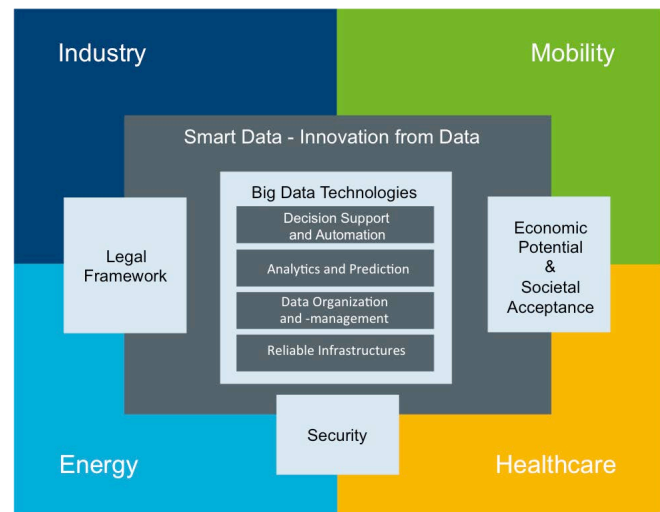 Industry
Mobility
Smart Data - Innovation from Data
Big Data Technologies
Decision Support
and Automation
Analytics and Prediction
Data Organization
and -management
Reliable Infrastructures
Legal
Framework
Economic
Potential
&
Societal
Acceptance
Security
Energy
Healthcare